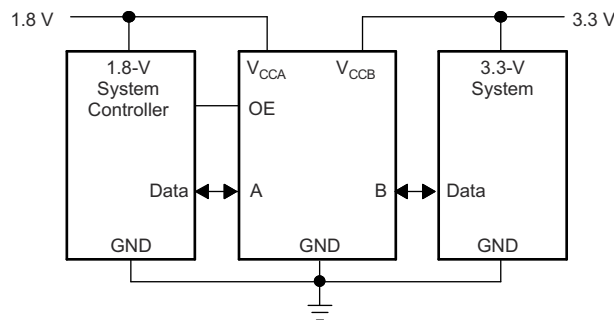 1.8 V
3.3 V
1.8-V
System
Controller
Data
GND
VCCA
VCCB
OE
A
B
GND
3.3-V
System
Data
GND